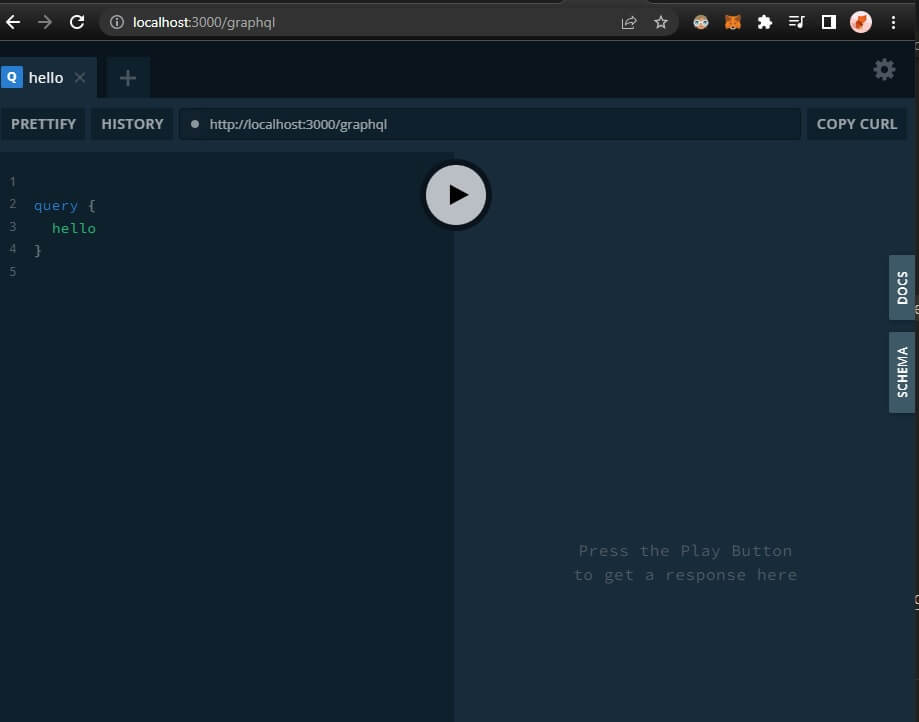 localhost:3000/graphql
Q hello
PRETTIFY HISTORY http://localhost:3000/graphql COPY CURL
1
2 query {
3 hello
4 }
5
DOCS
SCHEMA
Press the Play Button
to get a response here